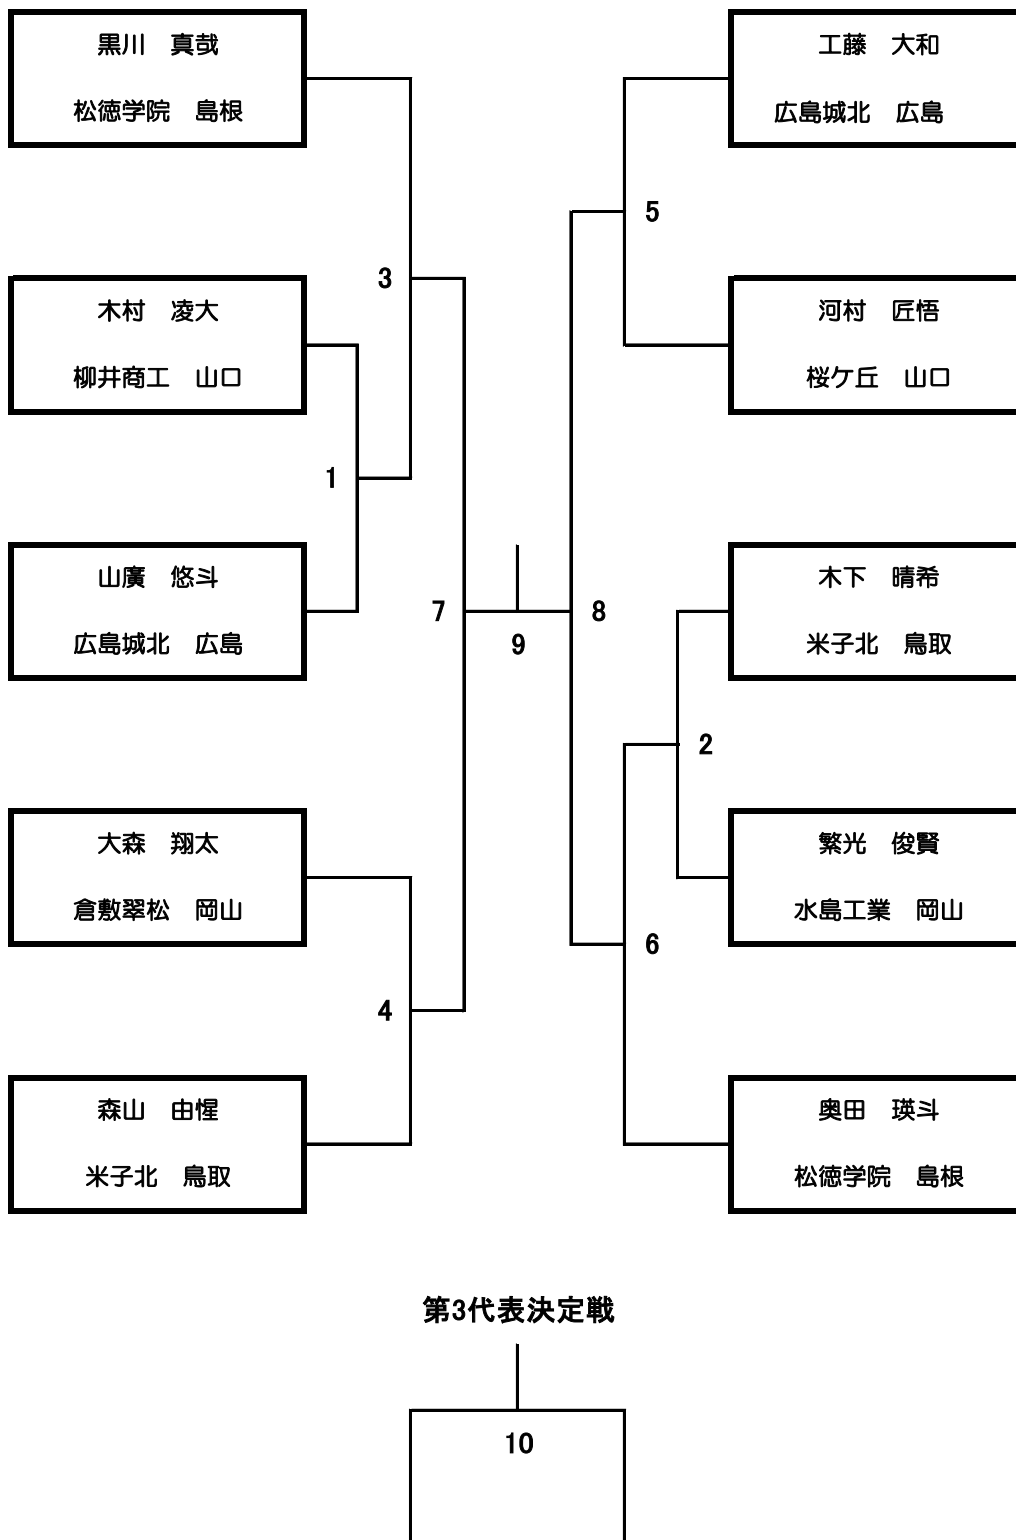 黒川　真哉
松徳学院　島根
木村　凌大
柳井商工　山口
山廣　悠斗
広島城北　広島
大森　翔太
倉敷翠松　岡山
森山　由惺
米子北　鳥取
1
3
4
7
9
8
5
2
6
工藤　大和
広島城北　広島
河村　匠悟
桜ケ丘　山口
木下　晴希
米子北　鳥取
繁光　俊賢
水島工業　岡山
奥田　瑛斗
松徳学院　島根
第3代表決定戦
10